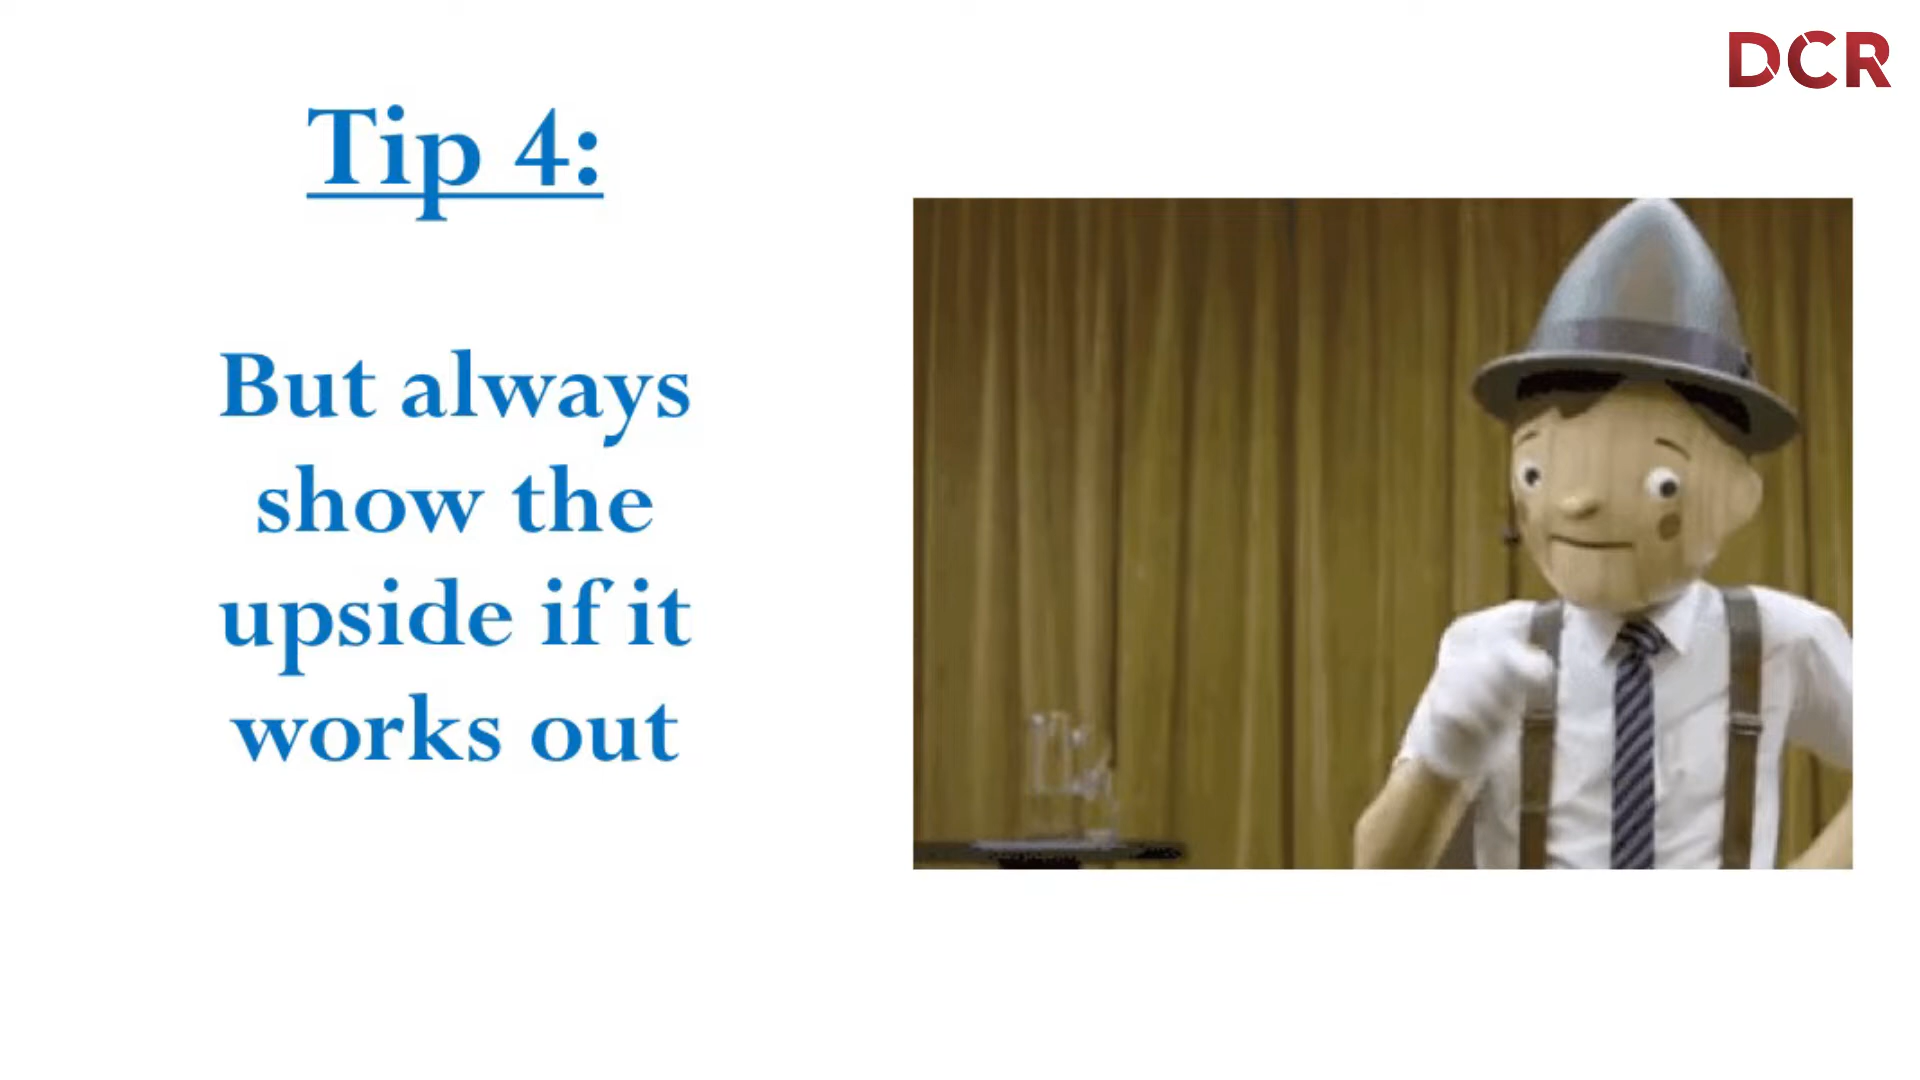 DCR
Tip 4:
But always
show the
upside if it
works out